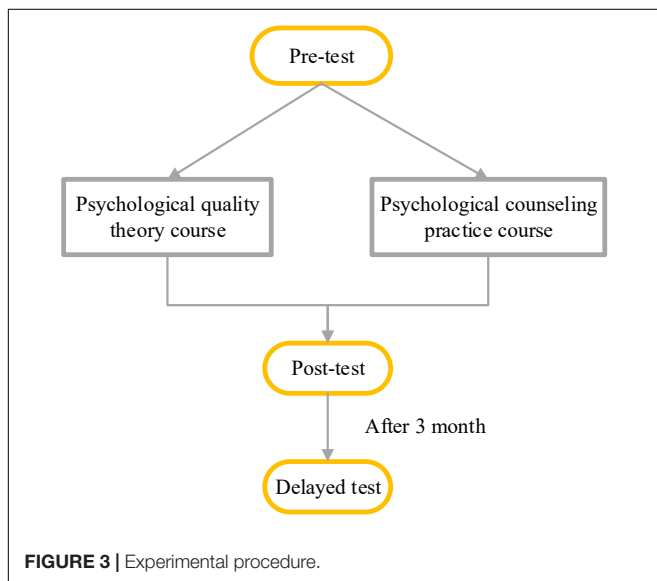 Pre-test
Psychological quality
theory course
Psychological counseling
practice course
Post-test
After 3 month
Delayed test
FIGURE 3 | Experimental procedure.